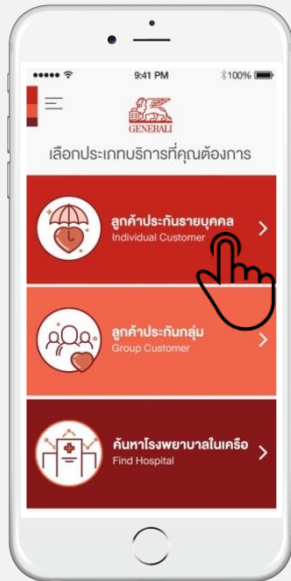 9:41 PM
100%
GENERALI
เลือกประเภทบริการที่คุณต้องการ
ลูกค้าประกันรายบุคคล
Individual Customer
ลูกค้าประกันกลุ่ม
Group Customer
ค้นหาโรงพยาบาลในเครือ
Find Hospital